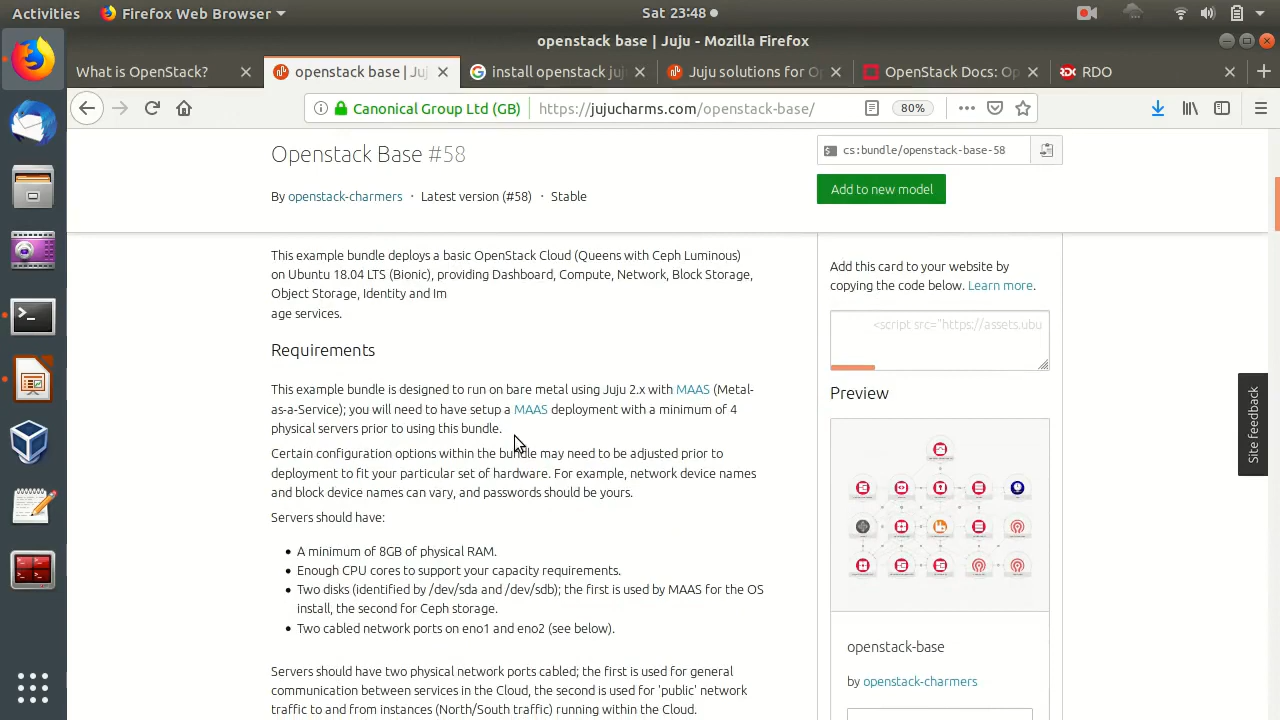 Activities
Firefox Web Browser
Sat 23:48
openstack base | Juju - Mozilla Firefox
What is OpenStack?
openstack base | Juj
install openstack juj
Juju solutions for O
OpenStack Docs: Op
RDO
Canonical Group Ltd (GB)
https://jujucharms.com/openstack-base/
80%
Openstack Base #58
cs:bundle/openstack-base-58
Add to new model
By openstack-charmers · Latest version (#58) · Stable
This example bundle deploys a basic OpenStack Cloud (Queens with Ceph Luminous)
on Ubuntu 18.04 LTS (Bionic), providing Dashboard, Compute, Network, Block Storage,
Object Storage, Identity and Im
age services.
Requirements
This example bundle is designed to run on bare metal using Juju 2.x with MAAS (Metal-
as-a-Service); you will need to have setup a MAAS deployment with a minimum of 4
physical servers prior to using this bundle.
Certain configuration options within the bundle may need to be adjusted prior to
deployment to fit your particular set of hardware. For example, network device names
and block device names can vary, and passwords should be yours.
Servers should have:
• A minimum of 8GB of physical RAM.
• Enough CPU cores to support your capacity requirements.
• Two disks (identified by /dev/sda and /dev/sdb); the first is used by MAAS for the OS
install, the second for Ceph storage.
• Two cabled network ports on eno1 and eno2 (see below).
Servers should have two physical network ports cabled; the first is used for general
communication between services in the Cloud, the second is used for 'public' network
traffic to and from instances (North/South traffic) running within the Cloud.
Add this card to your website by
copying the code below. Learn more.
<script src="https://assets.ubu
Preview
openstack-base
by openstack-charmers
Site feedback